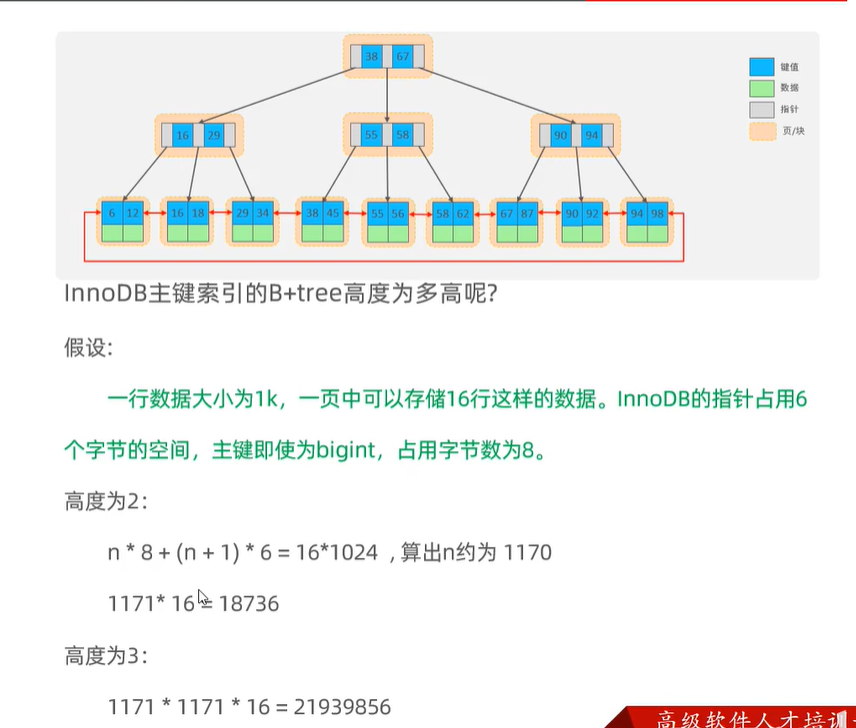 38 67
键值
数据
指针
页/块
16 29 55 58 90 94
6 12 16 18 29 34 38 45 55 56 58 62 67 87 90 92 94 98
InnoDB主键索引的B+tree高度为多高呢?
假设:
一行数据大小为1k，一页中可以存储16行这样的数据。InnoDB的指针占用6
个字节的空间，主键即使为bigint，占用字节数为8。
高度为2:
n * 8 + (n + 1) * 6 = 16*1024 , 算出n约为 1170
1171* 16 = 18736
高度为3:
1171 * 1171 * 16 = 21939856
高级软件人才培训